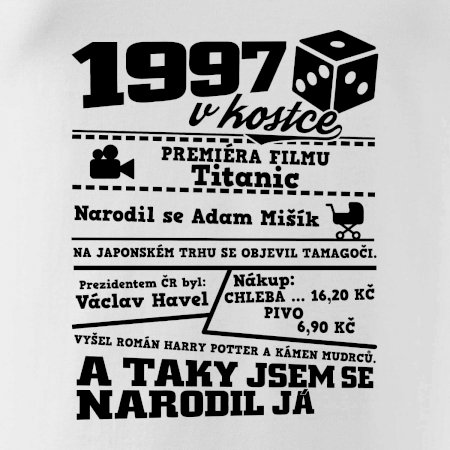 1997
v kostce
PREMIÉRA FILMU
Titanic
Narodil se Adam Mišík
NA JAPONSKÉM TRHU SE OBJEVIL TAMAGOČI.
Prezidentem ČR byl:
Václav Havel
Nákup:
CHLEBA ... 16,20 KČ
PIVO
6,90 KČ
VYŠEL ROMÁN HARRY POTTER A KÁMEN MUDRCŮ.
A TAKY JSEM SE
NARODIL JÁ